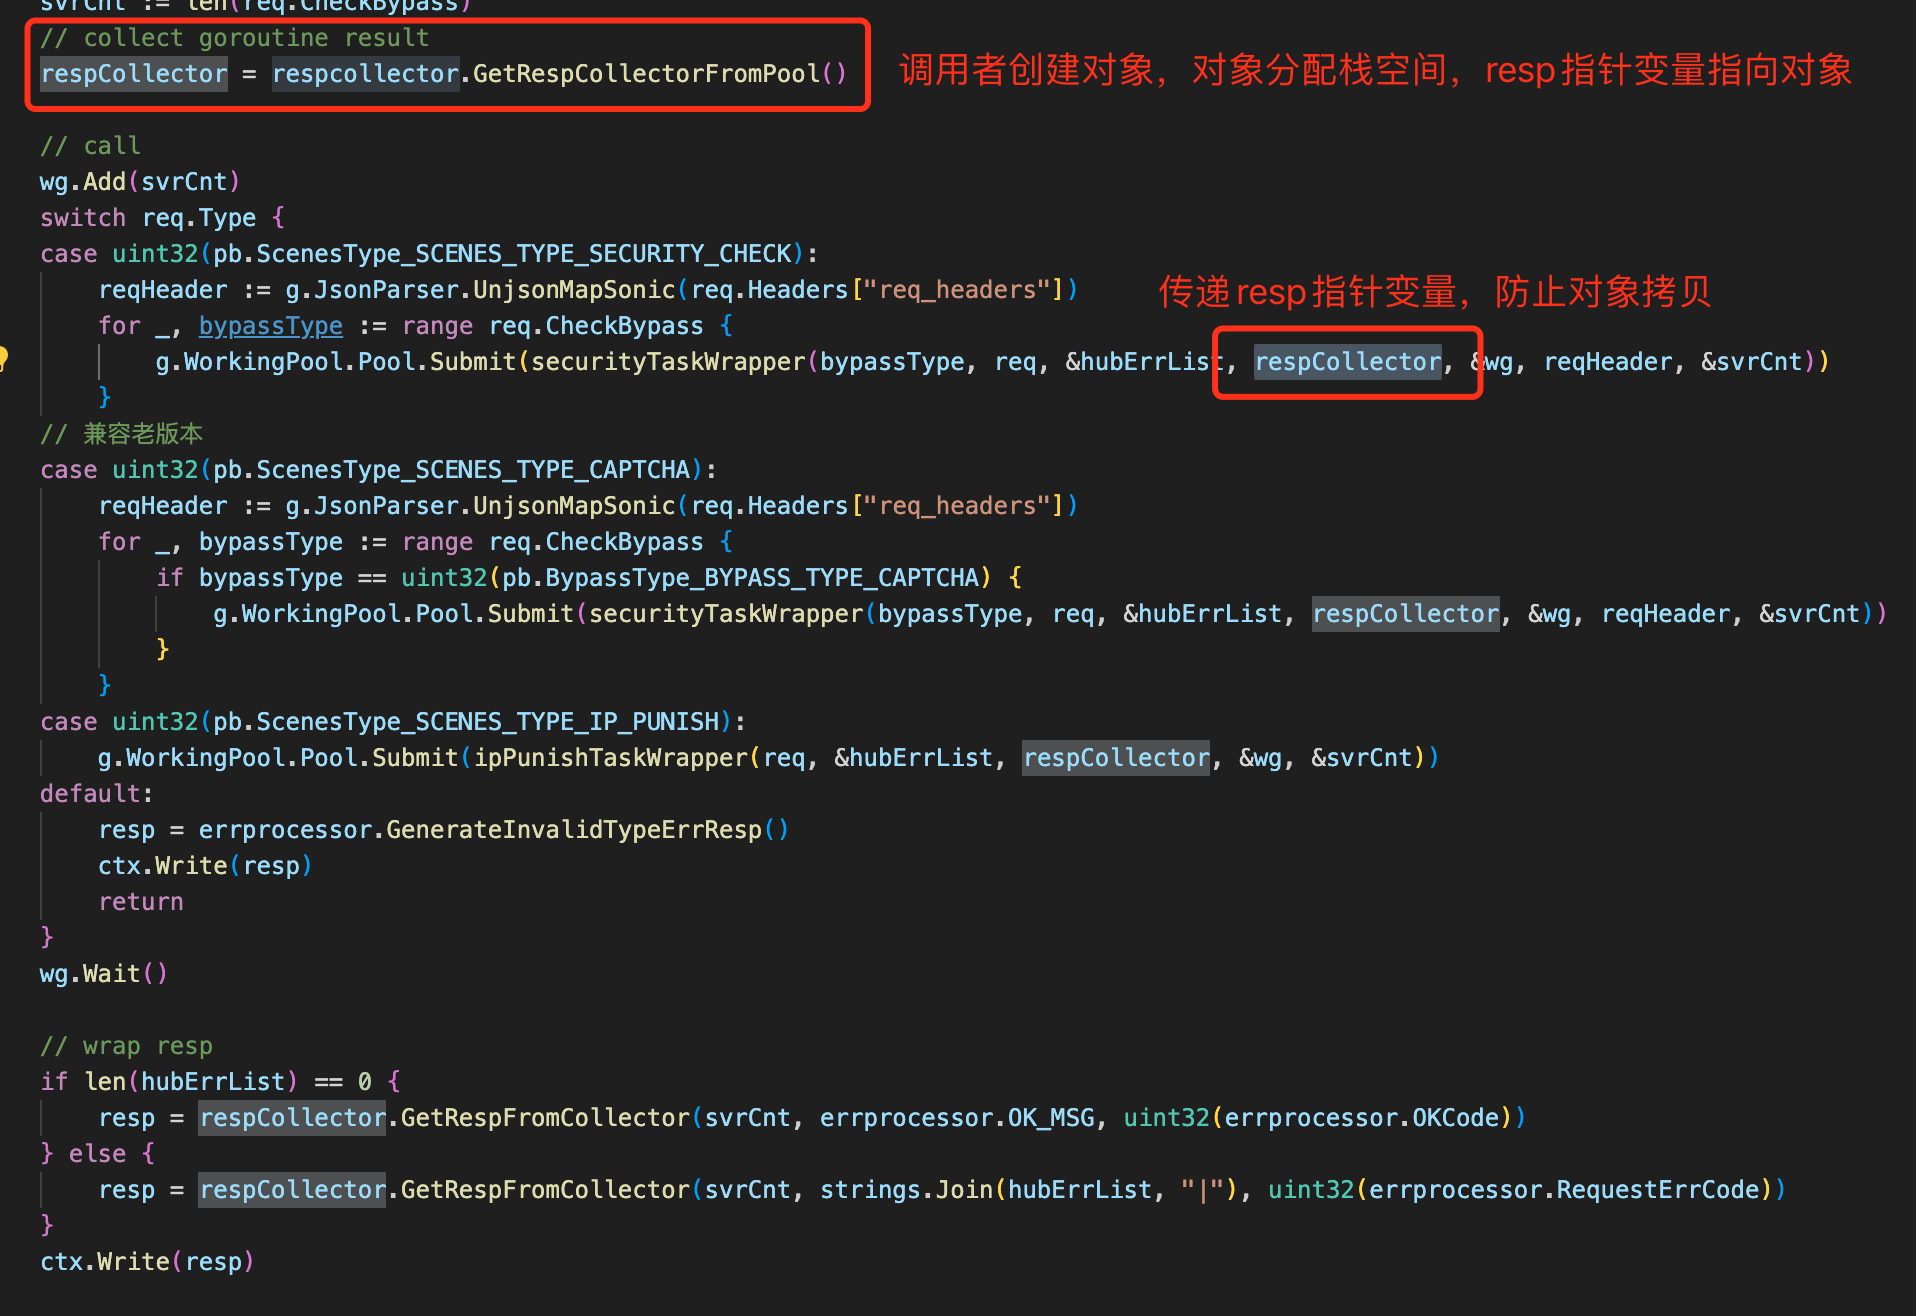 svrCnt := len(req.CheckBypass)
// collect goroutine result
respCollector = respcollector.GetRespCollectorFromPool()
调用者创建对象，对象分配栈空间，resp指针变量指向对象
// call
wg.Add(svrCnt)
switch req.Type {
case uint32(pb.ScenesType_SCENES_TYPE_SECURITY_CHECK):
reqHeader := g.JsonParser.UnjsonMapSonic(req.Headers["req_headers"])
传递resp指针变量，防止对象拷贝
for _, bypassType := range req.CheckBypass {
g.WorkingPool.Pool.Submit(securityTaskWrapper(bypassType, req, &hubErrList, respCollector, &wg, reqHeader, &svrCnt))
}
// 兼容老版本
case uint32(pb.ScenesType_SCENES_TYPE_CAPTCHA):
reqHeader := g.JsonParser.UnjsonMapSonic(req.Headers["req_headers"])
for _, bypassType := range req.CheckBypass {
if bypassType == uint32(pb.BypassType_BYPASS_TYPE_CAPTCHA) {
g.WorkingPool.Pool.Submit(securityTaskWrapper(bypassType, req, &hubErrList, respCollector, &wg, reqHeader, &svrCnt))
}
}
case uint32(pb.ScenesType_SCENES_TYPE_IP_PUNISH):
g.WorkingPool.Pool.Submit(ipPunishTaskWrapper(req, &hubErrList, respCollector, &wg, &svrCnt))
default:
resp = errprocessor.GenerateInvalidTypeErrResp()
ctx.Write(resp)
return
}
wg.Wait()
// wrap resp
if len(hubErrList) == 0 {
resp = respCollector.GetRespFromCollector(svrCnt, errprocessor.OK_MSG, uint32(errprocessor.OKCode))
} else {
resp = respCollector.GetRespFromCollector(svrCnt, strings.Join(hubErrList, "|"), uint32(errprocessor.RequestErrCode))
}
ctx.Write(resp)